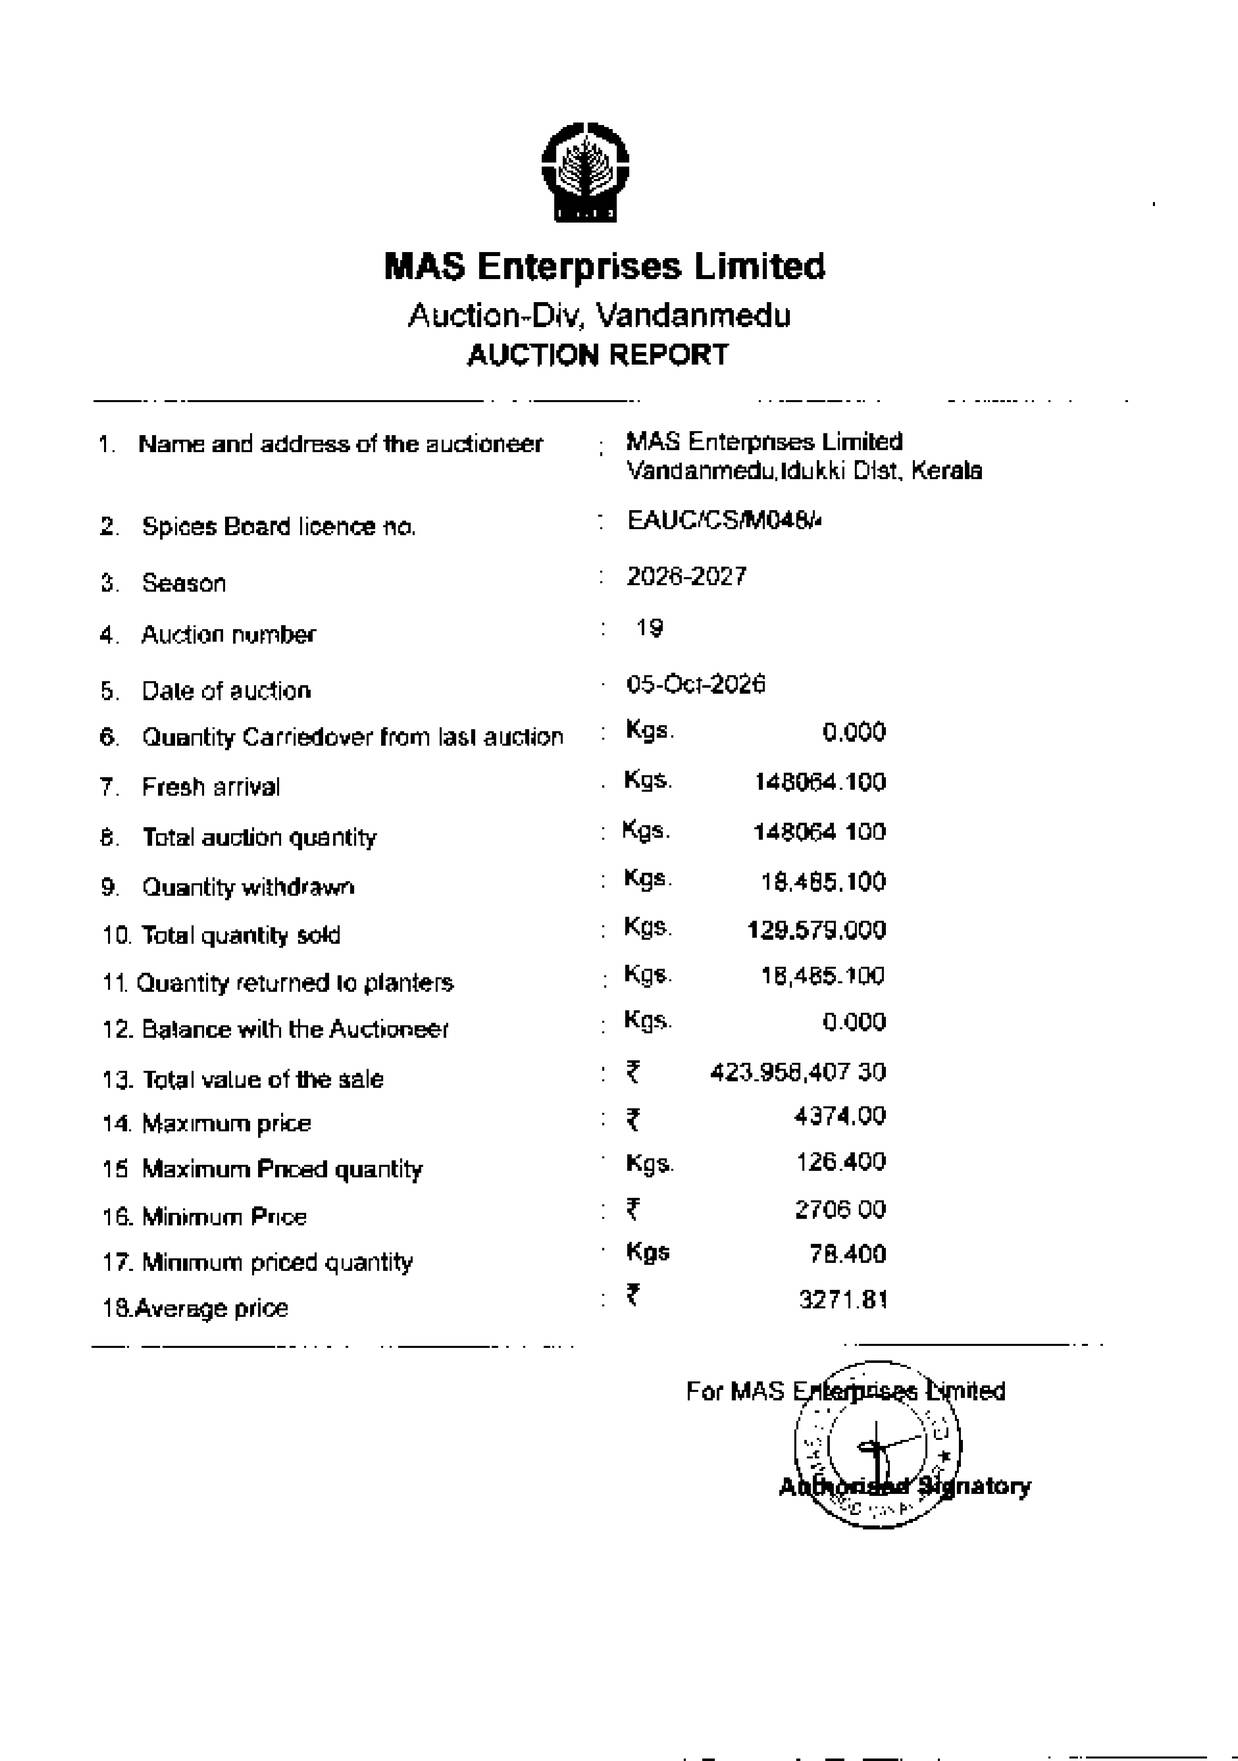 MAS Enterprises Limited
Auction-Div, Vandanmedu
AUCTION REPORT
1. Name and address of the auctioneer : MAS Enterprises Limited
Vandanmedu,Idukki Dist, Kerala
2. Spices Board licence no. :
3. Season : 2026-2027
4. Auction number : 19
5. Date of auction : 05-Oct-2026
6. Quantity Carriedover from last auction : Kgs. 0.000
7. Fresh arrival : Kgs. 148064.100
8. Total auction quantity : Kgs. 148064.100
9. Quantity withdrawn : Kgs. 18,485.100
10. Total quantity sold : Kgs. 129,579.000
11. Quantity returned to planters : Kgs. 18,485.100
12. Balance with the Auctioneer : Kgs. 0.000
13. Total value of the sale : ₹ 423,958,407.30
14. Maximum price : ₹ 4374.00
15 Maximum Priced quantity : Kgs. 126.400
16. Minimum Price : ₹ 2706.00
17. Minimum priced quantity : Kgs 78.400
18.Average price : ₹ 3271.81
For MAS Enterprises Limited
Authorised Signatory